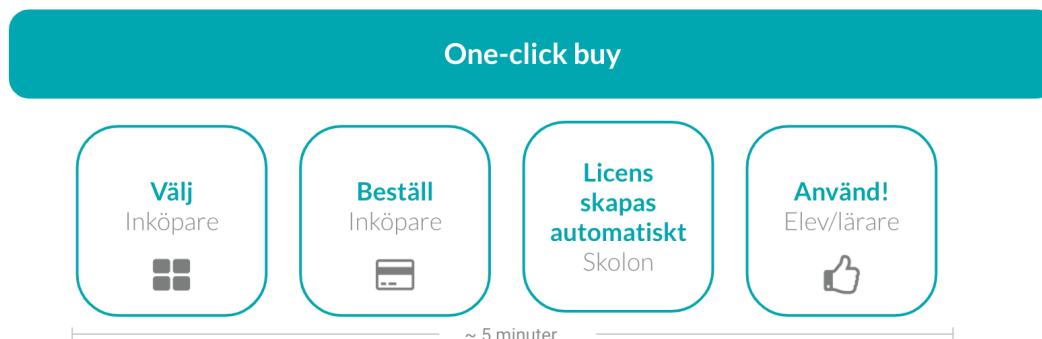 One-click buy
Välj
Inköpare
Beställ
Inköpare
Licens
skapas
automatiskt
Skolon
Använd!
Elev/lärare
~ 5 minuter